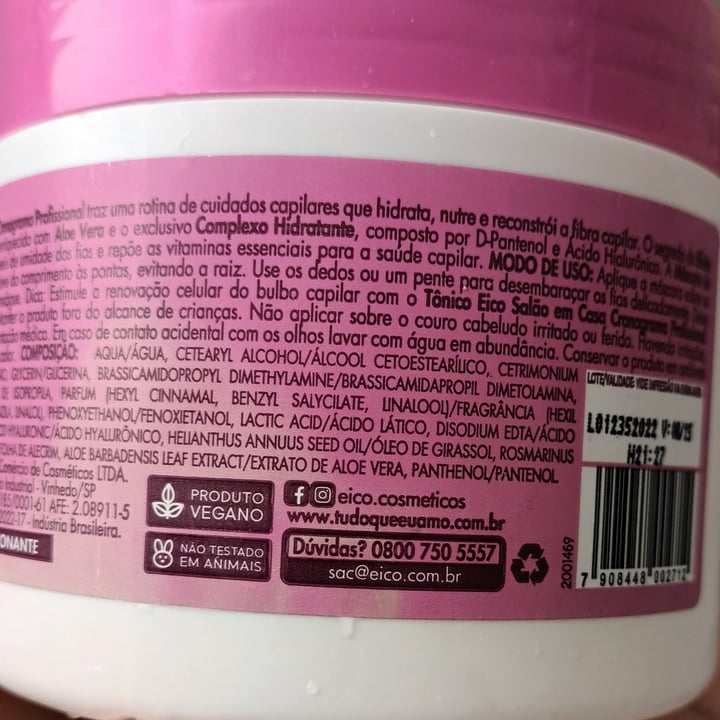 Cronograma Profissional traz uma rotina de cuidados capilares que hidrata, nutre e reconstrói a fibra capilar. O segredo da
com Aloe Vera e o exclusivo Complexo Hidratante, composto por D-Pantenol e Ácido Hialurônico. A
de umidade dos fios e repõe as vitaminas essenciais para a saúde capilar. MODO DE USO: Aplique a máscara
do comprimento às pontas, evitando a raiz. Use os dedos ou um pente para desembaraçar os fios delicadamente.
Dica: Estimule a renovação celular do bulbo capilar com o Tônico Eico Salão em Casa Cronograma Profissional.
o produto fora do alcance de crianças. Não aplicar sobre o couro cabeludo irritado ou ferido. Havendo
médica. Em caso de contato acidental com os olhos lavar com água em abundância. Conservar o produto em
COMPOSIÇÃO: AQUA/ÁGUA, CETEARYL ALCOHOL/ÁLCOOL CETOESTEARÍLICO, CETRIMONIUM
GLYCERIN/GLICERINA, BRASSICAMIDOPROPYL DIMETHYLAMINE/BRASSICAMIDAPROPIL DIMETOLAMINA,
DE ISOPROPILA, PARFUM (HEXYL CINNAMAL, BENZYL SALYCILATE, LINALOOL)/FRAGRÂNCIA (HEXIL
LINALOL), PHENOXYETHANOL/FENOXIETANOL, LACTIC ACID/ÁCIDO LÁTICO, DISODIUM EDTA/ÁCIDO
HYALURONIC/ÁCIDO HYALURÔNICO, HELIANTHUS ANNUUS SEED OIL/ÓLEO DE GIRASSOL, ROSMARINUS
FOLHA DE ALECRIM, ALOE BARBADENSIS LEAF EXTRACT/EXTRATO DE ALOE VERA, PANTHENOL/PANTENOL.
Comércio de Cosméticos LTDA.
Industrial - Vinhedo/SP
185/0001-61 AFE: 2.08911-5
2022-17 - Indústria Brasileira.
ONANTE
PRODUTO
VEGANO
NÃO TESTADO
EM ANIMAIS
eico.cosmeticos
www.tudoqueeuamo.com.br
Dúvidas? 0800 750 5557
sac@eico.com.br
2001469
LOTE/VALIDADE: VIDE IMPRESSÃO NA EMBALAGEM
L012352022 V:08/25
H21:27
7 908448 002712